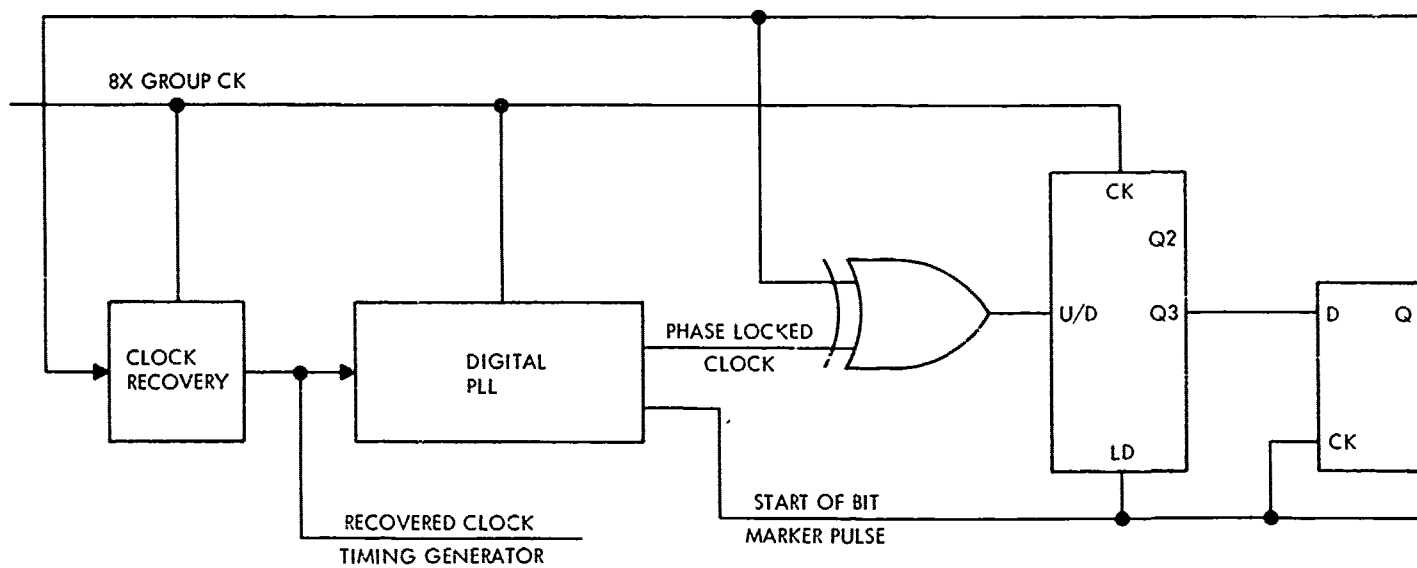 8X GROUP CK
CK
Q2
U/D
Q3
D
Q
PHASE LOCKED
CLOCK
CLOCK
RECOVERY
DIGITAL
PLL
CK
LD
START OF BIT
MARKER PULSE
RECOVERED CLOCK
TIMING GENERATOR